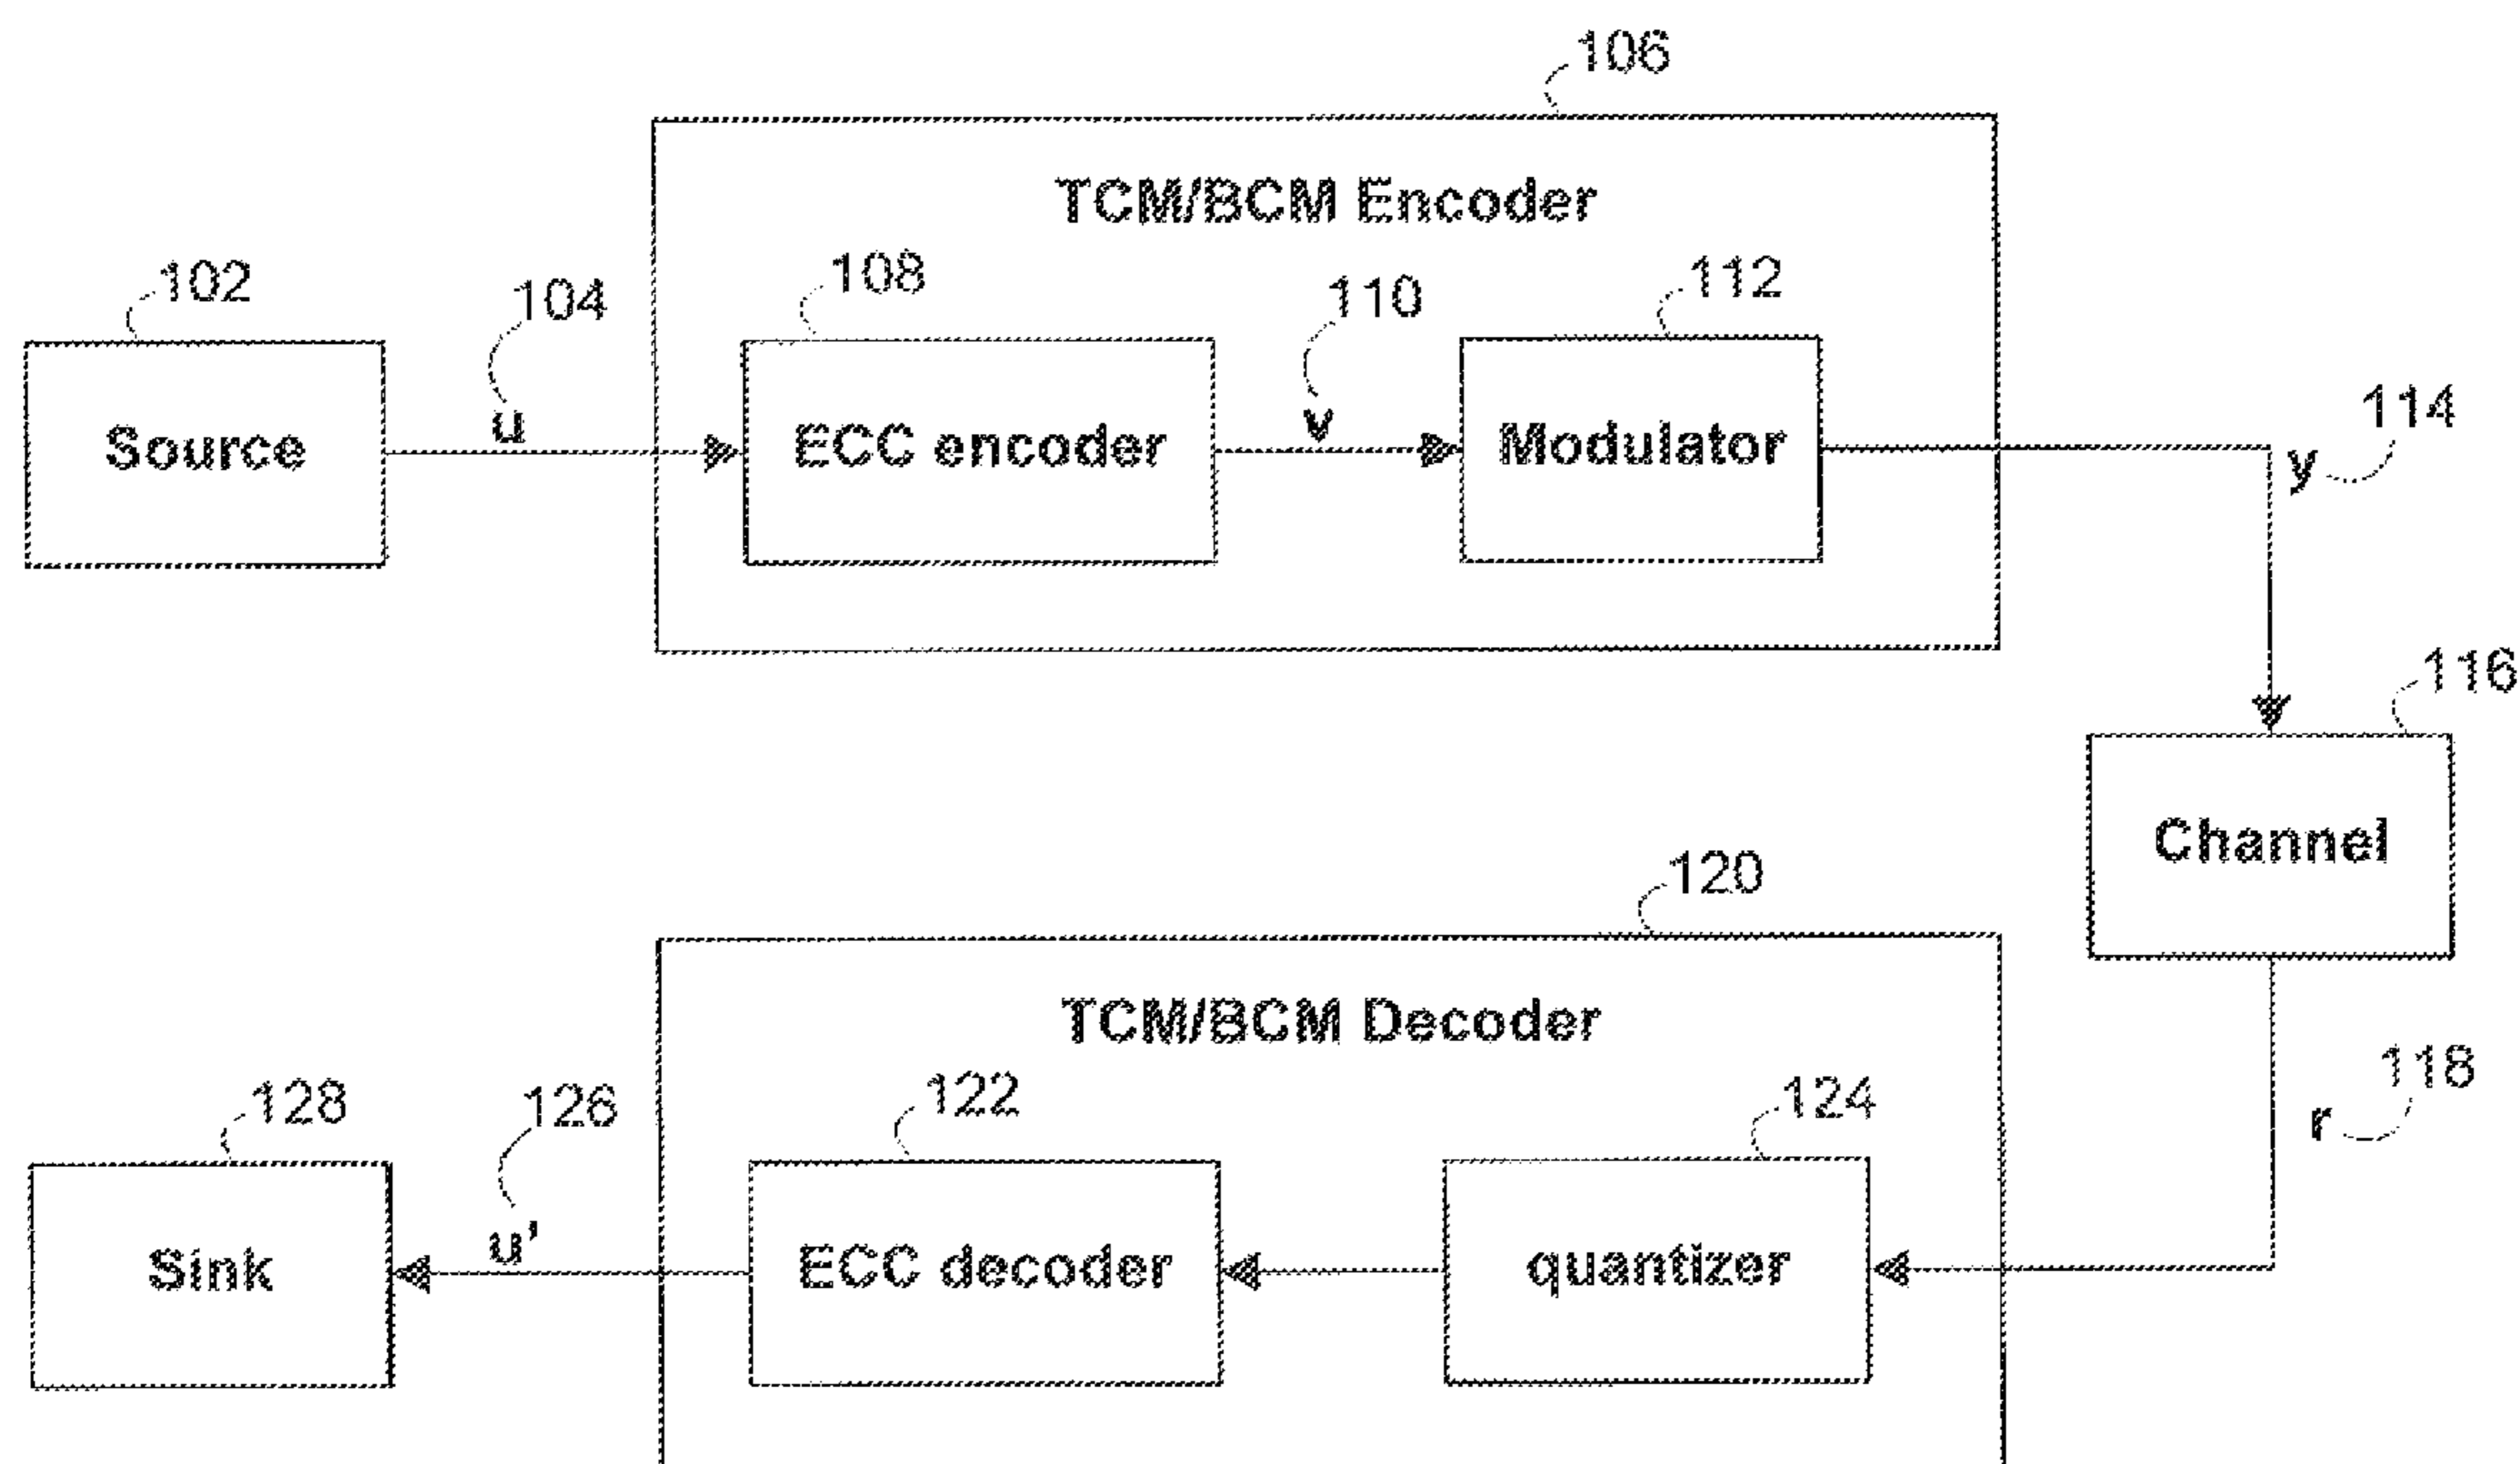 106
TCM/BCM Encoder
102
104
108
110
112
114
Source
u
ECC encoder
v
Modulator
y
116
Channel
120
TCM/BCM Decoder
118
128
126
122
124
r
Sink
u'
ECC decoder
quantizer